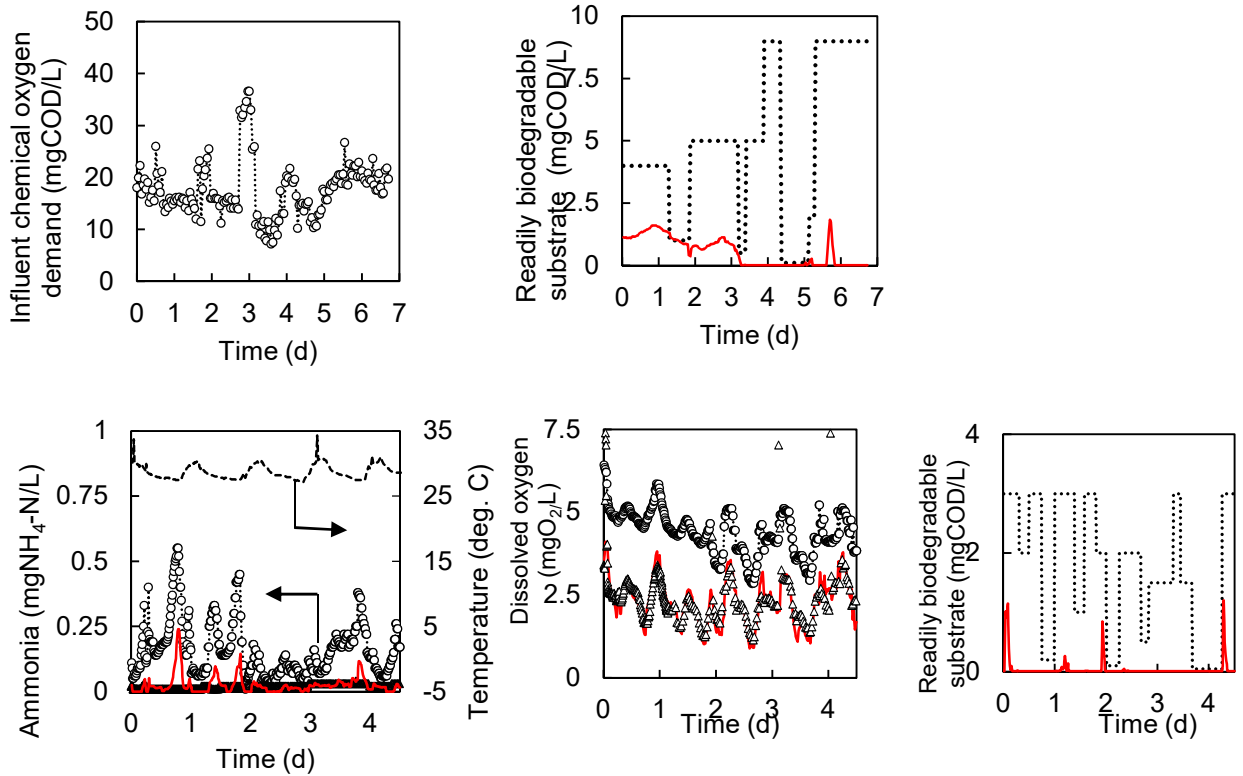 Influent chemical oxygen
demand (mgCOD/L)
50
40
30
20
10
0
0 1 2 3 4 5 6 7
Time (d)
Readily biodegradable
substrate (mgCOD/L)
10
7.5
5
2.5
0
0 1 2 3 4 5 6 7
Time (d)
Ammonia (mgNH4-N/L)
1
0.75
0.5
0.25
0
0 1 2 3 4
Time (d)
35
25
15
5
-5
Temperature (deg. C)
Dissolved oxygen
(mgO2/L)
7.5
5
2.5
0
0 1 2 3 4
Time (d)
Readily biodegradable
substrate (mgCOD/L)
4
2
0
0 1 2 3 4
Time (d)